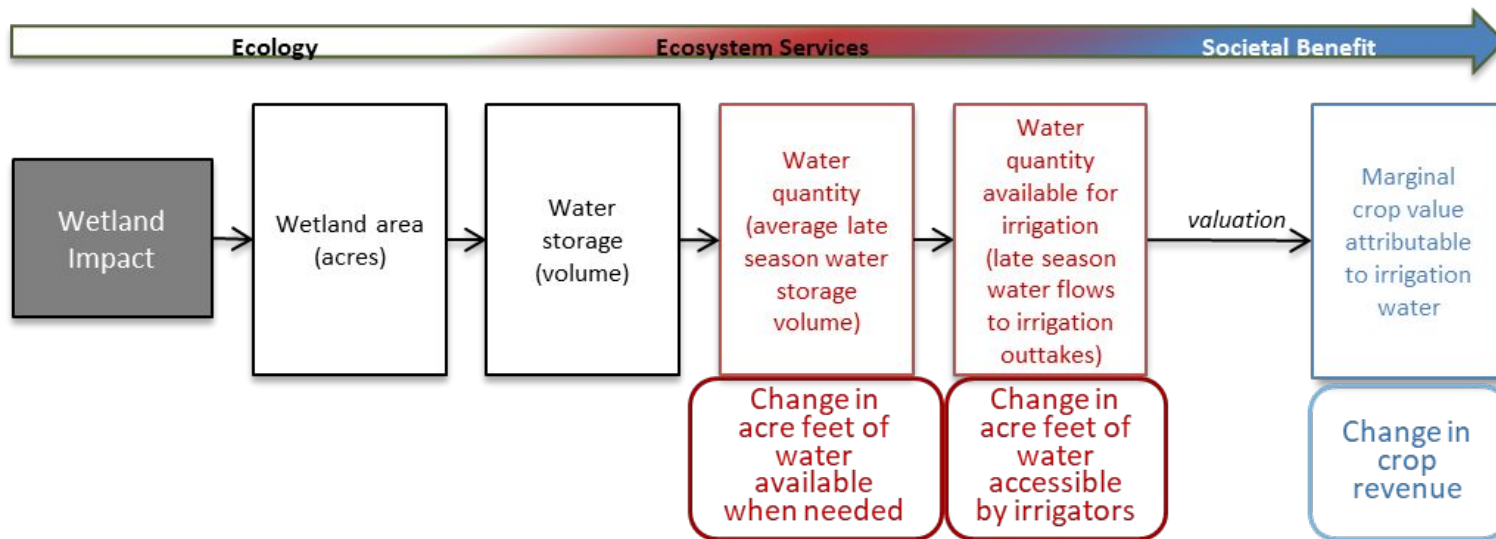 Ecology
Ecosystem Services
Societal Benefit
Wetland
Impact
Wetland area
(acres)
Water
storage
(volume)
Water
quantity
(average late
season water
storage
volume)
Water
quantity
available for
irrigation
(late season
water flows
to irrigation
outtakes)
valuation
Marginal
crop value
attributable
to irrigation
water
Change in
acre feet of
water
available
when needed
Change in
acre feet of
water
accessible
by irrigators
Change in
crop
revenue